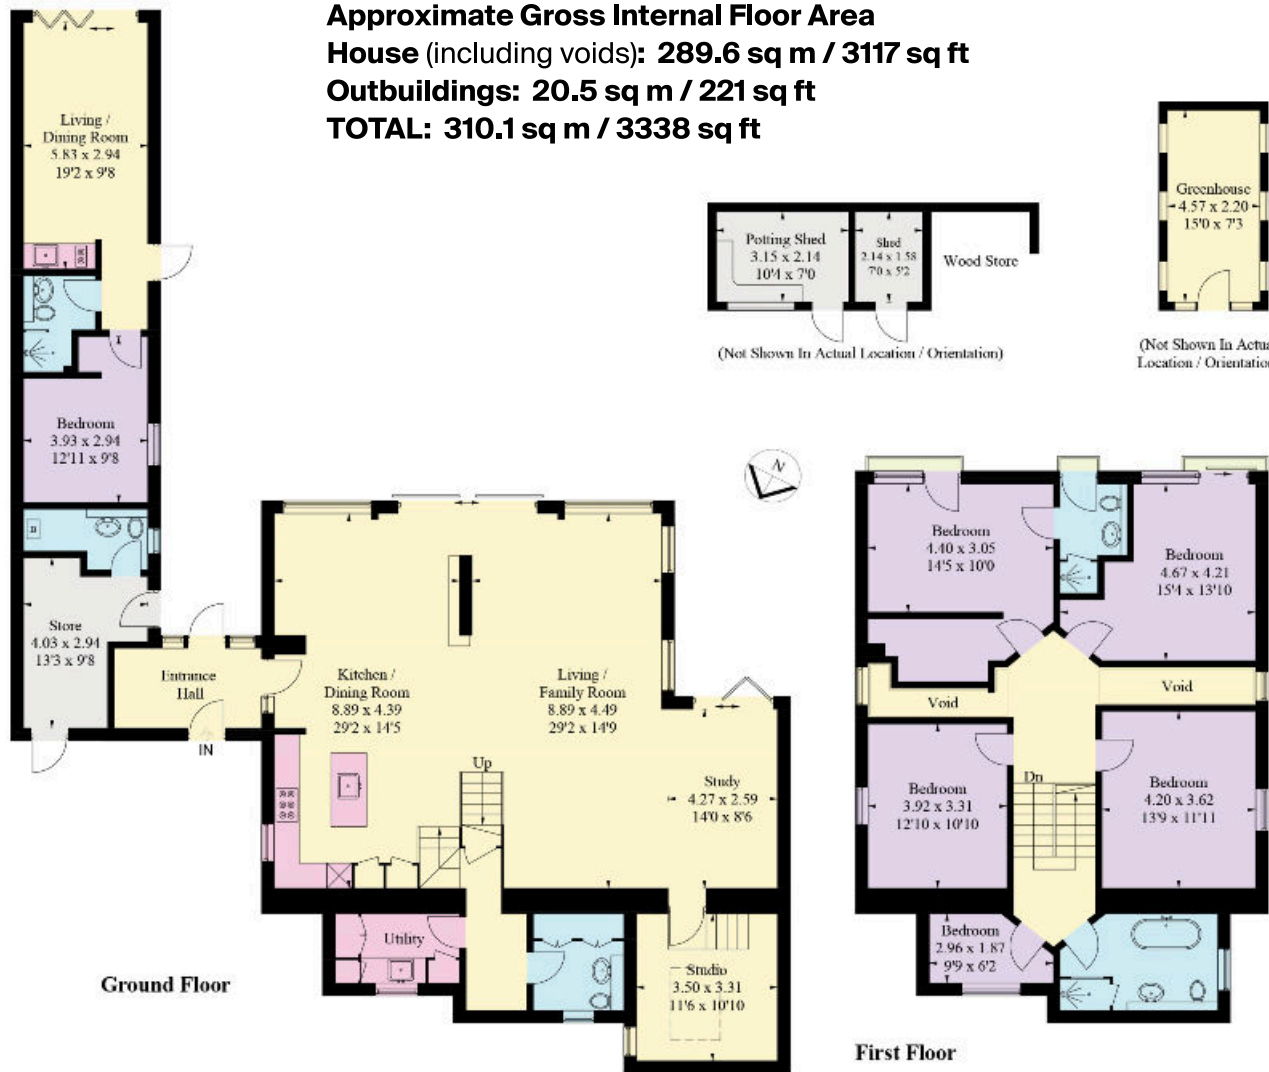 Approximate Gross Internal Floor Area
House (including voids): 289.6 sq m / 3117 sq ft
Outbuildings: 20.5 sq m / 221 sq ft
TOTAL: 310.1 sq m / 3338 sq ft
Living /
Dining Room
5.83 x 2.94
19'2 x 9'8
Greenhouse
4.57 x 2.20
15'0 x 7'3
(Not Shown In Actua
Location / Orientation
Potting Shed
3.15 x 2.14
10'4 x 7'0
Shed
2.14 x 1.58
7'0 x 5'2
Wood Store
(Not Shown In Actual Location / Orientation)
Bedroom
3.93 x 2.94
12'11 x 9'8
B
N
Store
4.03 x 2.94
13'3 x 9'8
Entrance
Hall
IN
Kitchen /
Dining Room
8.89 x 4.39
29'2 x 14'5
Living /
Family Room
8.89 x 4.49
29'2 x 14'9
Up
Study
4.27 x 2.59
14'0 x 8'6
Utility
Studio
3.50 x 3.31
11'6 x 10'10
Ground Floor
Bedroom
4.40 x 3.05
14'5 x 10'0
Bedroom
4.67 x 4.21
15'4 x 13'10
Void
Void
Dn
Bedroom
3.92 x 3.31
12'10 x 10'10
Bedroom
4.20 x 3.62
13'9 x 11'11
Bedroom
2.96 x 1.87
9'9 x 6'2
First Floor